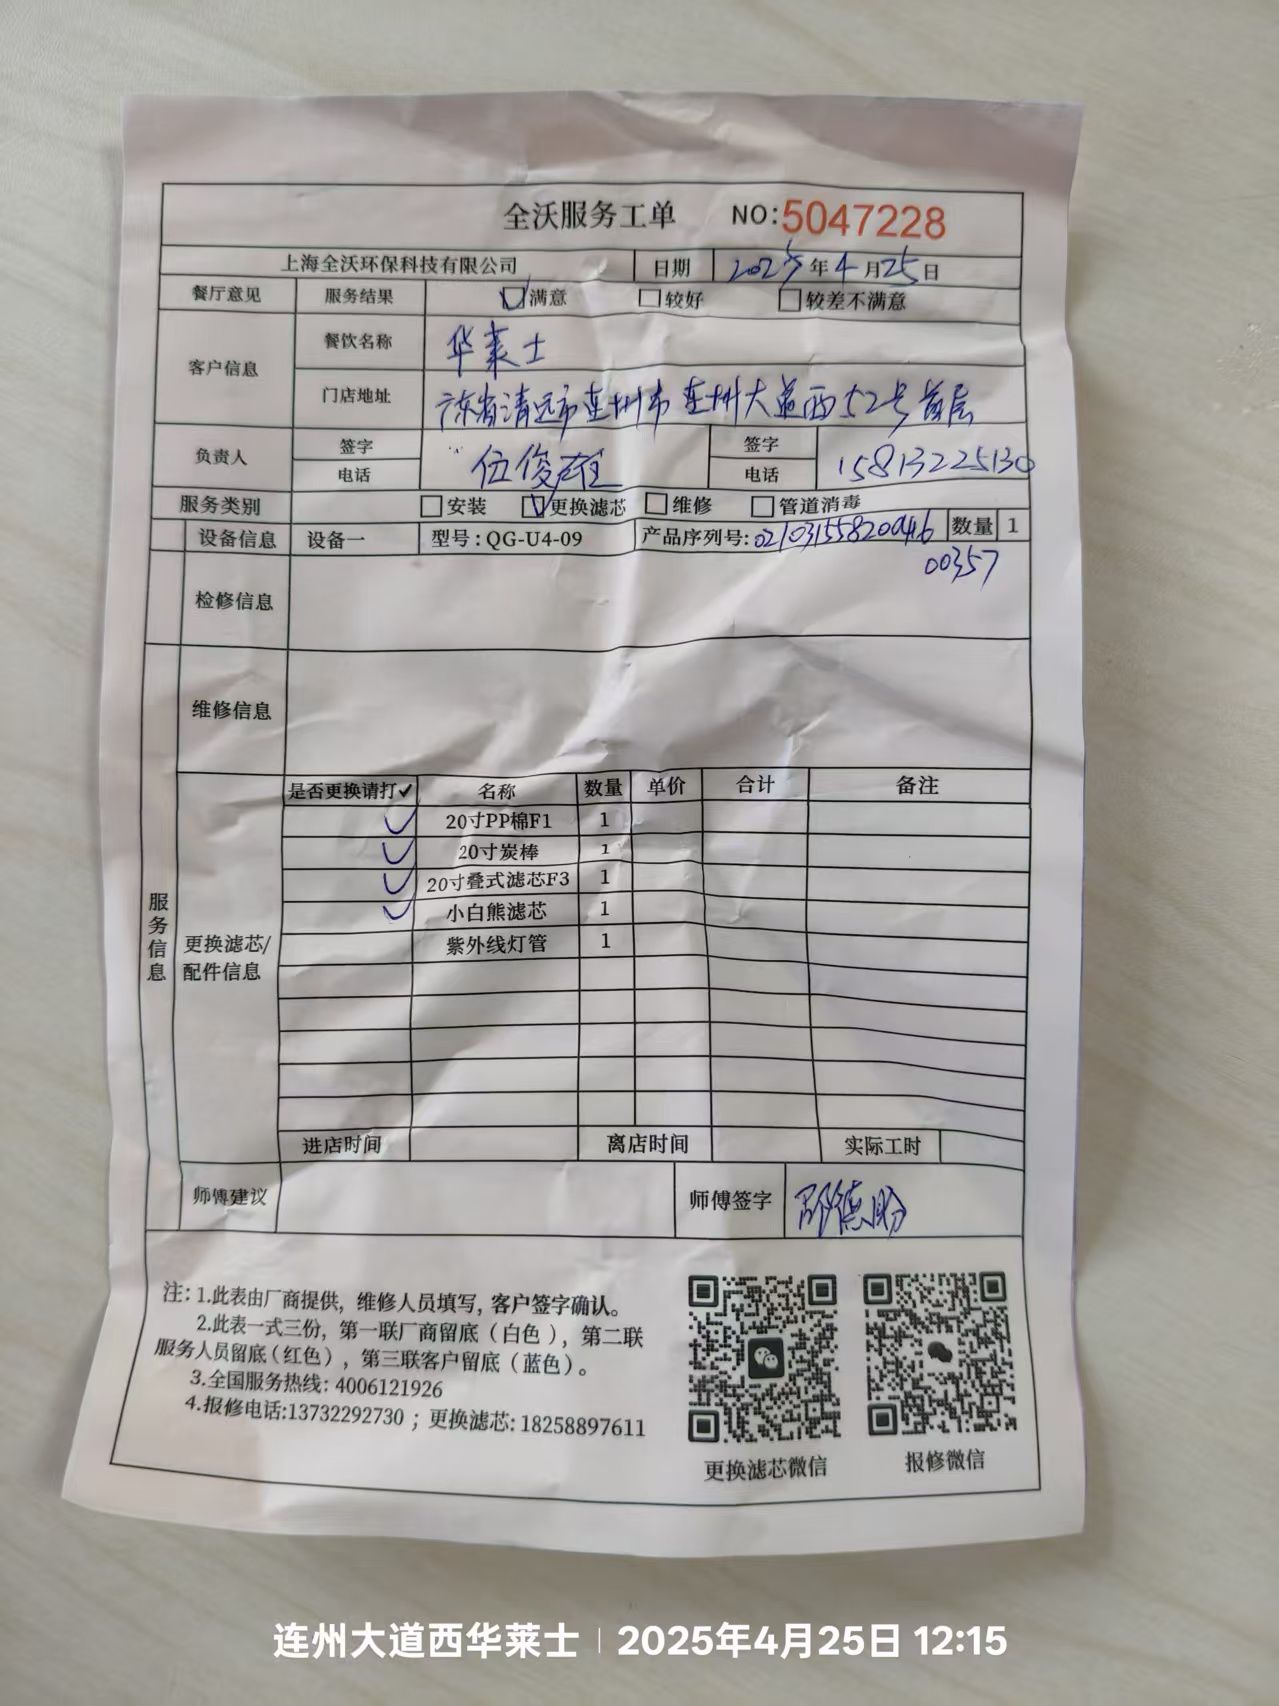 全沃服务工单 NO:5047228
上海全沃环保科技有限公司 日期 2025年4月25日
餐厅意见 服务结果 满意 较好 较差不满意
客户信息 餐饮名称 华莱士
门店地址 广东省清远市连州市连州大道西52号首层
负责人 签字 伍俊雄 签字 15813225130
电话 电话
服务类别 安装 更换滤芯 维修 管道消毒
设备信息 设备一 型号:QG-U4-09 产品序列号: 数量 1
00357
检修信息
维修信息
服务信息
更换滤芯/配件信息
是否更换请打✓ 名称 数量 单价 合计 备注
✓ 20寸PP棉F1 1
✓ 20寸炭棒 1
✓ 20寸叠式滤芯F3 1
✓ 小白熊滤芯 1
紫外线灯管 1
进店时间 离店时间 实际工时
师傅建议 师傅签字
注:1.此表由厂商提供,维修人员填写,客户签字确认。
2.此表一式三份,第一联厂商留底(白色),第二联
服务人员留底(红色),第三联客户留底(蓝色)。
3.全国服务热线:4006121926
4.报修电话:13732292730;更换滤芯:18258897611
更换滤芯微信 报修微信
连州大道西华莱士 | 2025年4月25日 12:15